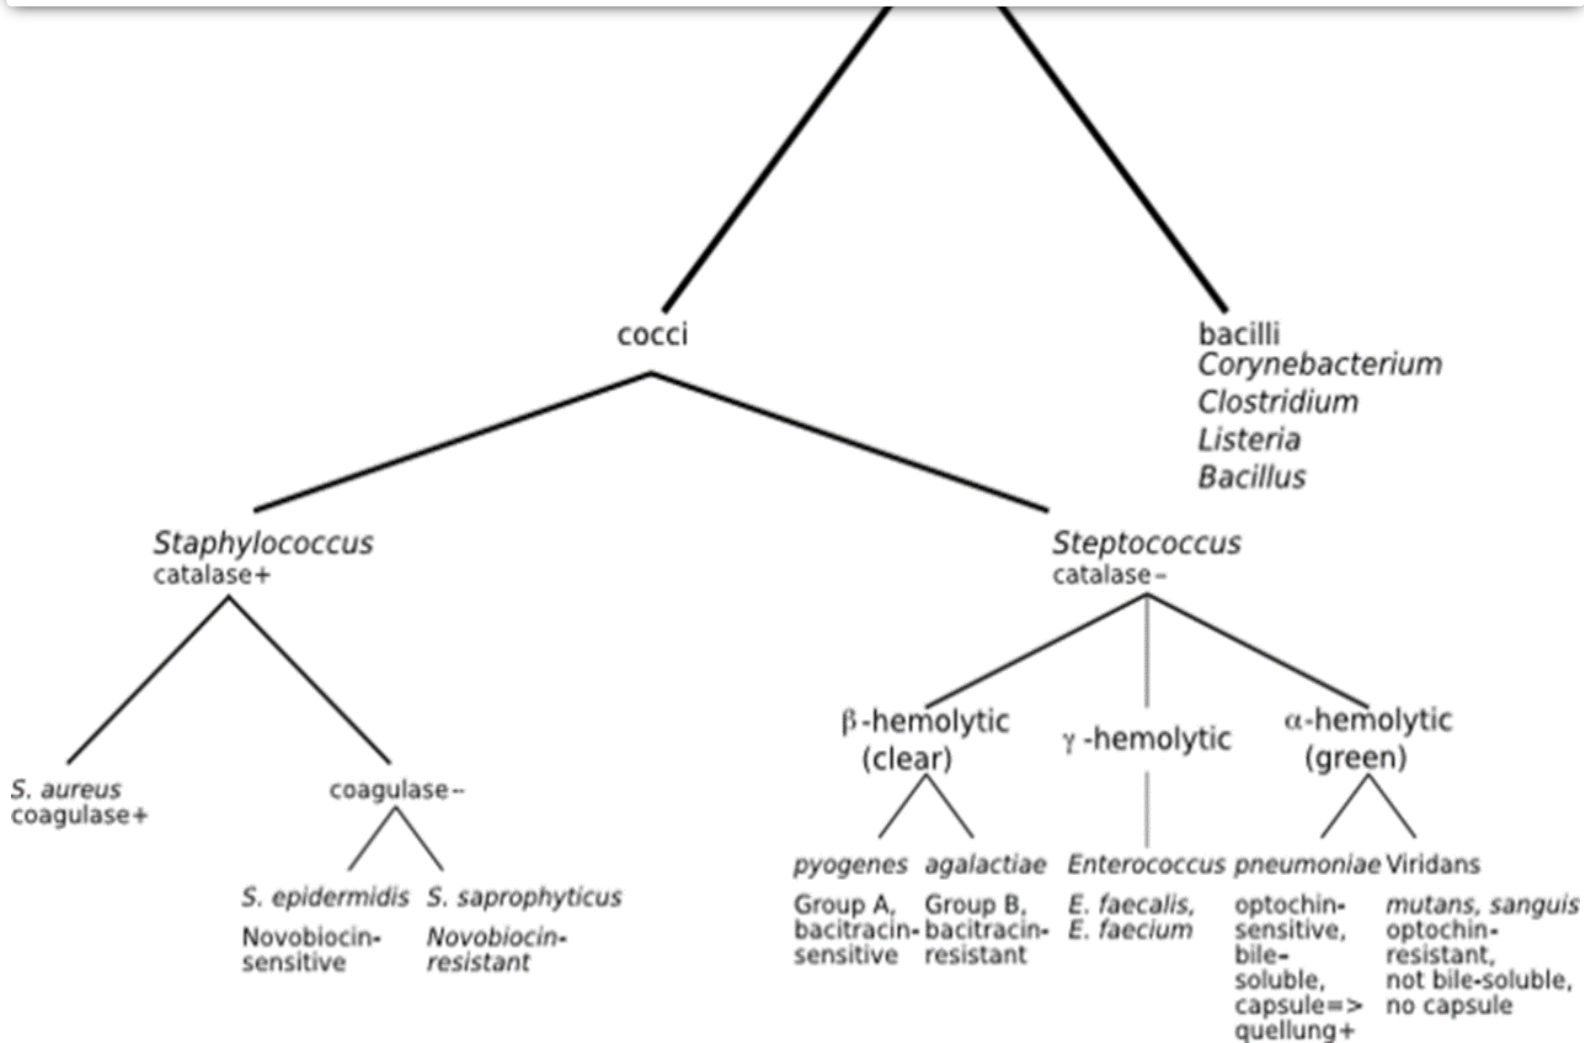 cocci
bacilli
Corynebacterium
Clostridium
Listeria
Bacillus
Staphylococcus
catalase+
Steptococcus
catalase-
β-hemolytic
(clear)
γ-hemolytic
α-hemolytic
(green)
S. aureus
coagulase+
coagulase-
S. epidermidis
Novobiocin-
sensitive
S. saprophyticus
Novobiocin-
resistant
pyogenes
Group A,
bacitracin-
sensitive
agalactiae
Group B,
bacitracin-
resistant
Enterococcus
E. faecalis,
E. faecium
pneumoniae
optochin-
sensitive,
bile-
soluble,
capsule=>
quellung+
Viridans
mutans, sanguis
optochin-
resistant,
not bile-soluble,
no capsule